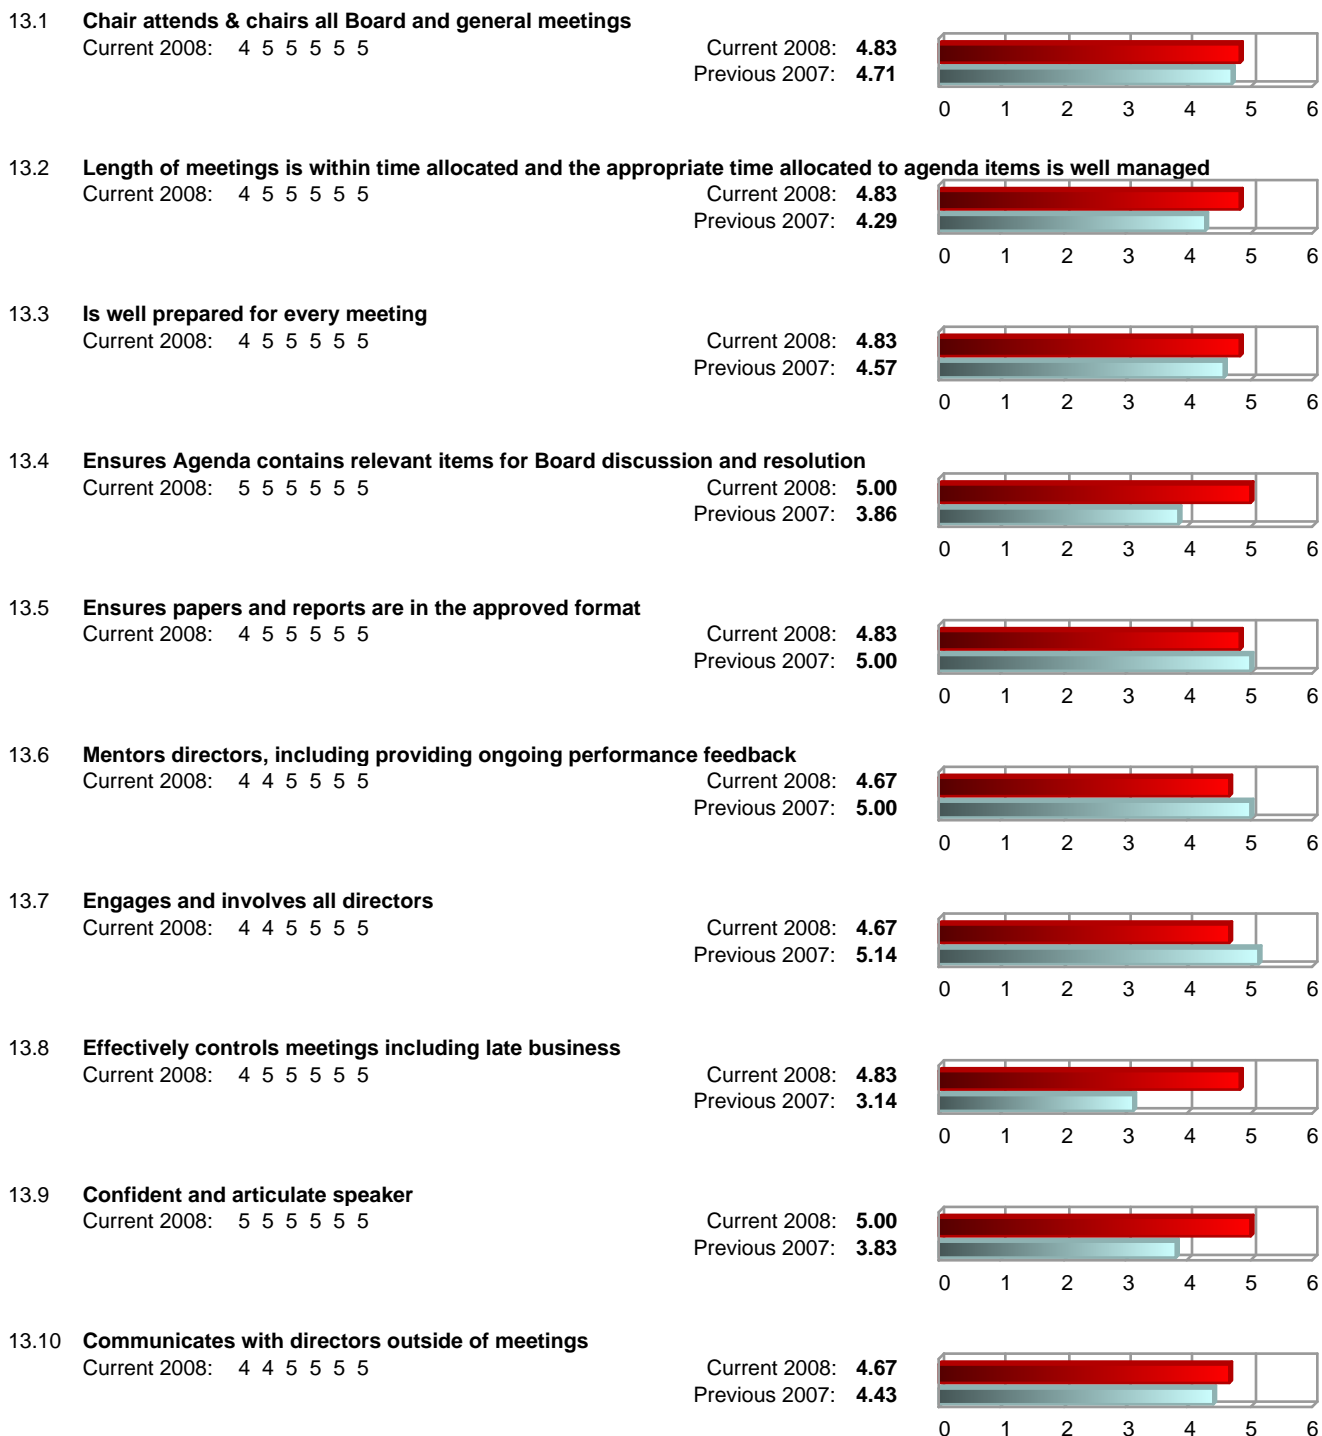 13.1 Chair attends & chairs all Board and general meetings
Current 2008: 4 5 5 5 5 5 Current 2008: 4.83
Previous 2007: 4.71
0 1 2 3 4 5 6
13.2 Length of meetings is within time allocated and the appropriate time allocated to agenda items is well managed
Current 2008: 4 5 5 5 5 5 Current 2008: 4.83
Previous 2007: 4.29
0 1 2 3 4 5 6
13.3 Is well prepared for every meeting
Current 2008: 4 5 5 5 5 5 Current 2008: 4.83
Previous 2007: 4.57
0 1 2 3 4 5 6
13.4 Ensures Agenda contains relevant items for Board discussion and resolution
Current 2008: 5 5 5 5 5 5 Current 2008: 5.00
Previous 2007: 3.86
0 1 2 3 4 5 6
13.5 Ensures papers and reports are in the approved format
Current 2008: 4 5 5 5 5 5 Current 2008: 4.83
Previous 2007: 5.00
0 1 2 3 4 5 6
13.6 Mentors directors, including providing ongoing performance feedback
Current 2008: 4 4 5 5 5 5 Current 2008: 4.67
Previous 2007: 5.00
0 1 2 3 4 5 6
13.7 Engages and involves all directors
Current 2008: 4 4 5 5 5 5 Current 2008: 4.67
Previous 2007: 5.14
0 1 2 3 4 5 6
13.8 Effectively controls meetings including late business
Current 2008: 4 5 5 5 5 5 Current 2008: 4.83
Previous 2007: 3.14
0 1 2 3 4 5 6
13.9 Confident and articulate speaker
Current 2008: 5 5 5 5 5 5 Current 2008: 5.00
Previous 2007: 3.83
0 1 2 3 4 5 6
13.10 Communicates with directors outside of meetings
Current 2008: 4 4 5 5 5 5 Current 2008: 4.67
Previous 2007: 4.43
0 1 2 3 4 5 6